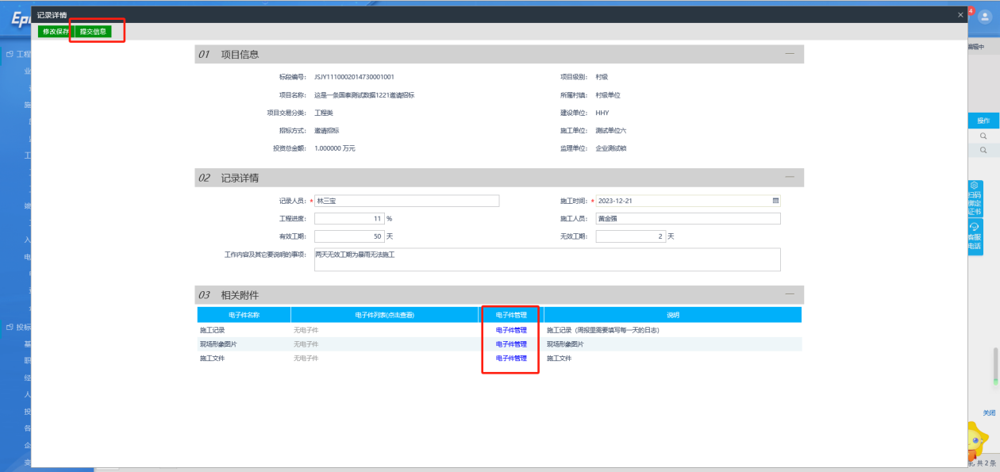 记录详情
修改保存 提交信息
01 项目信息
标段编号: JSJY1110002014730001001 项目级别: 村级
项目名称: 这是一条国泰测试数据1221邀请招标 所属村镇: 村级单位
项目交易分类: 工程类 建设单位: HHY
招标方式: 邀请招标 施工单位: 测试单位六
投资总金额: 1.000000 万元 监理单位: 企业测试锁
02 记录详情
记录人员: * 林三宝 施工时间: * 2023-12-21
工程进度: 11 % 施工人员: 黄金强
有效工期: 50 天 无效工期: 2 天
工作内容及其它要说明的事项: 两天无效工期为暴雨无法施工
03 相关附件
电子件名称 电子件列表(点击查看) 电子件管理 说明
施工记录 无电子件 电子件管理 施工记录（周报里需要填写每一天的日志）
现场形象图片 无电子件 电子件管理 现场形象图片
施工文件 无电子件 电子件管理 施工文件
Ep
4
工程
投标
编辑中
操作
扫码
绑定
证书
客服
电话
关闭
共 2 条